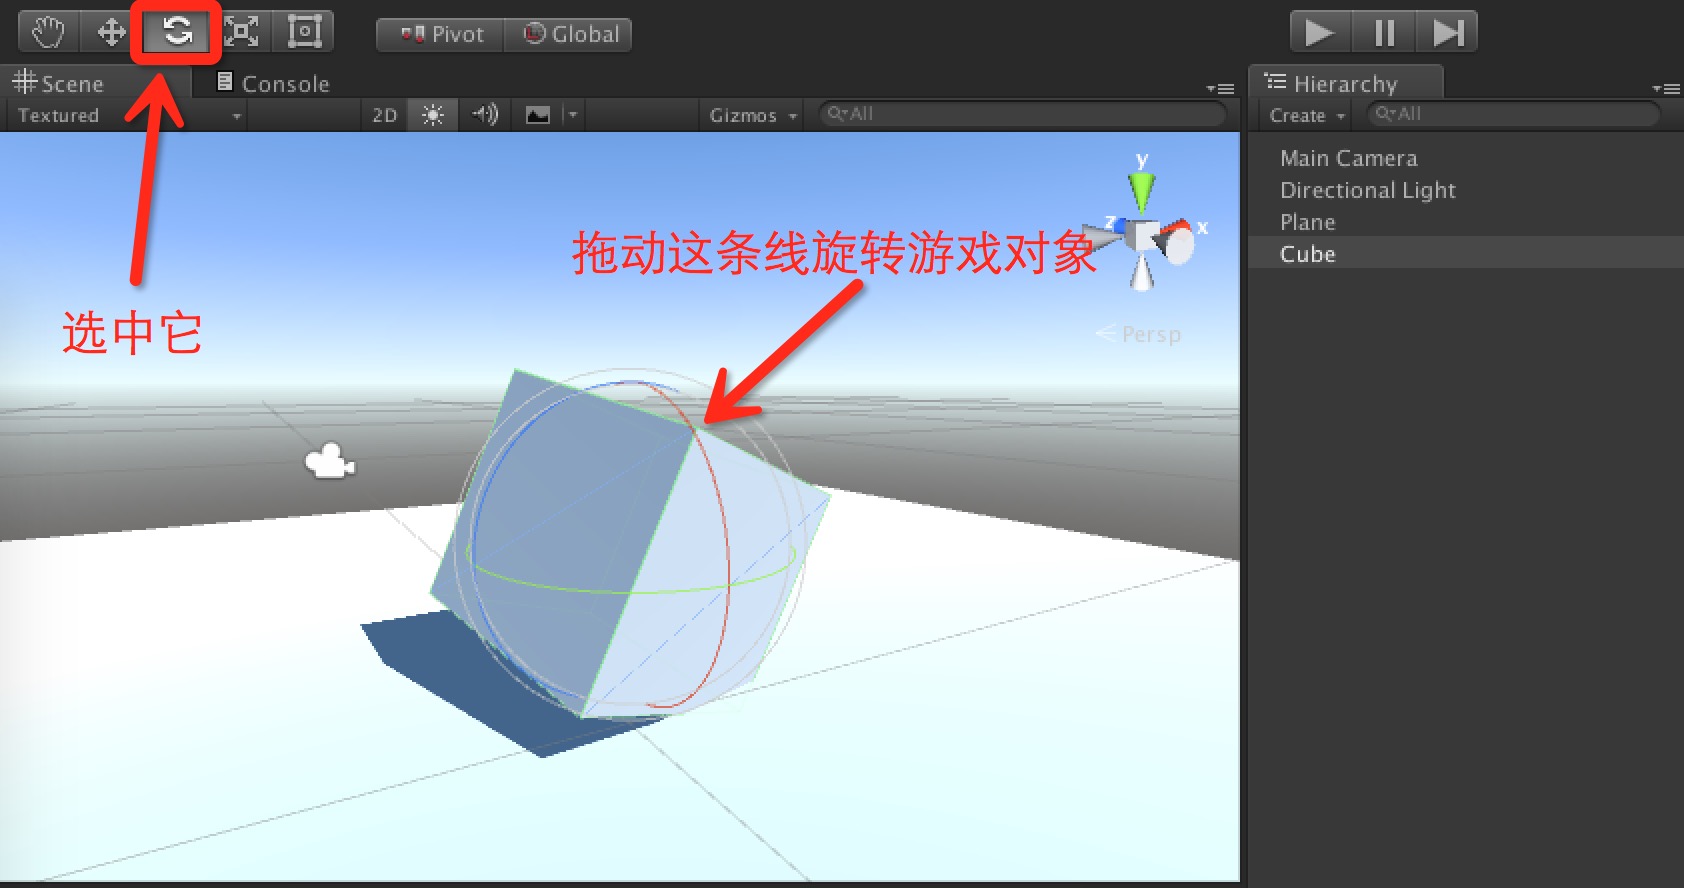 Pivot
Global
Scene
Console
Hierarchy
Textured
2D
Gizmos
All
Create
All
Main Camera
Directional Light
Plane
Cube
y
z
x
Persp
拖动这条线旋转游戏对象
选中它